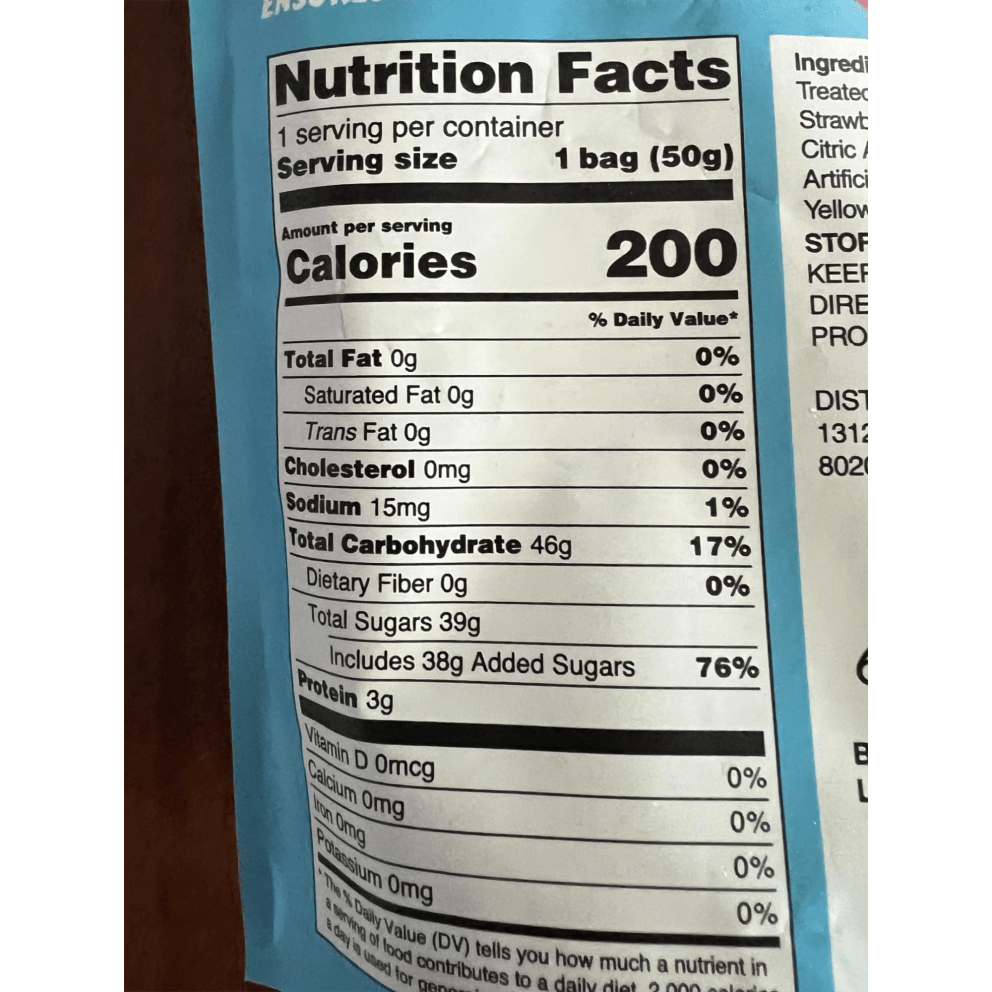 Nutrition Facts
1 serving per container
Serving size 1 bag (50g)
Amount per serving
Calories 200
% Daily Value*
Total Fat 0g 0%
Saturated Fat 0g 0%
Trans Fat 0g 0%
Cholesterol 0mg 0%
Sodium 15mg 1%
Total Carbohydrate 46g 17%
Dietary Fiber 0g 0%
Total Sugars 39g
Includes 38g Added Sugars 76%
Protein 3g
Vitamin D 0mcg 0%
Calcium 0mg 0%
Iron 0mg 0%
Potassium 0mg 0%
* The % Daily Value (DV) tells you how much a nutrient in
a serving of food contributes to a daily diet. 2,000 calories
a day is used for
Ingredi
Treated
Strawb
Citric
Artifici
Yellow
STOR
KEEP
DIRE
PRO
DIST
1312
802